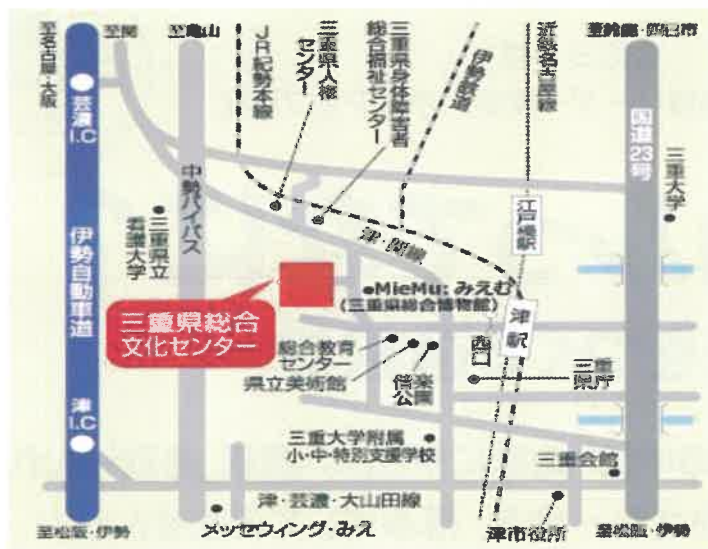 至名古屋・大阪
至関
至亀山
JR紀勢本線
三重県人権
センター
三重県身体障害者
総合福祉センター
伊勢鉄道
近鉄名古屋線
至鈴鹿・四日市
芸濃
I.C
中勢バイパス
国道23号
三重大学
江戸橋駅
三重県立
看護大学
津・関線
伊勢自動車道
MieMu:みえむ
(三重県総合博物館)
三重県総合
文化センター
津駅
西口
総合教育
センター
県立美術館
偕楽
公園
三重
県庁
津
I.C
三重大学附属
小・中・特別支援学校
三重会館
津・芸濃・大山田線
至松阪・伊勢
メッセウィング・みえ
津市役所
至松阪・伊勢